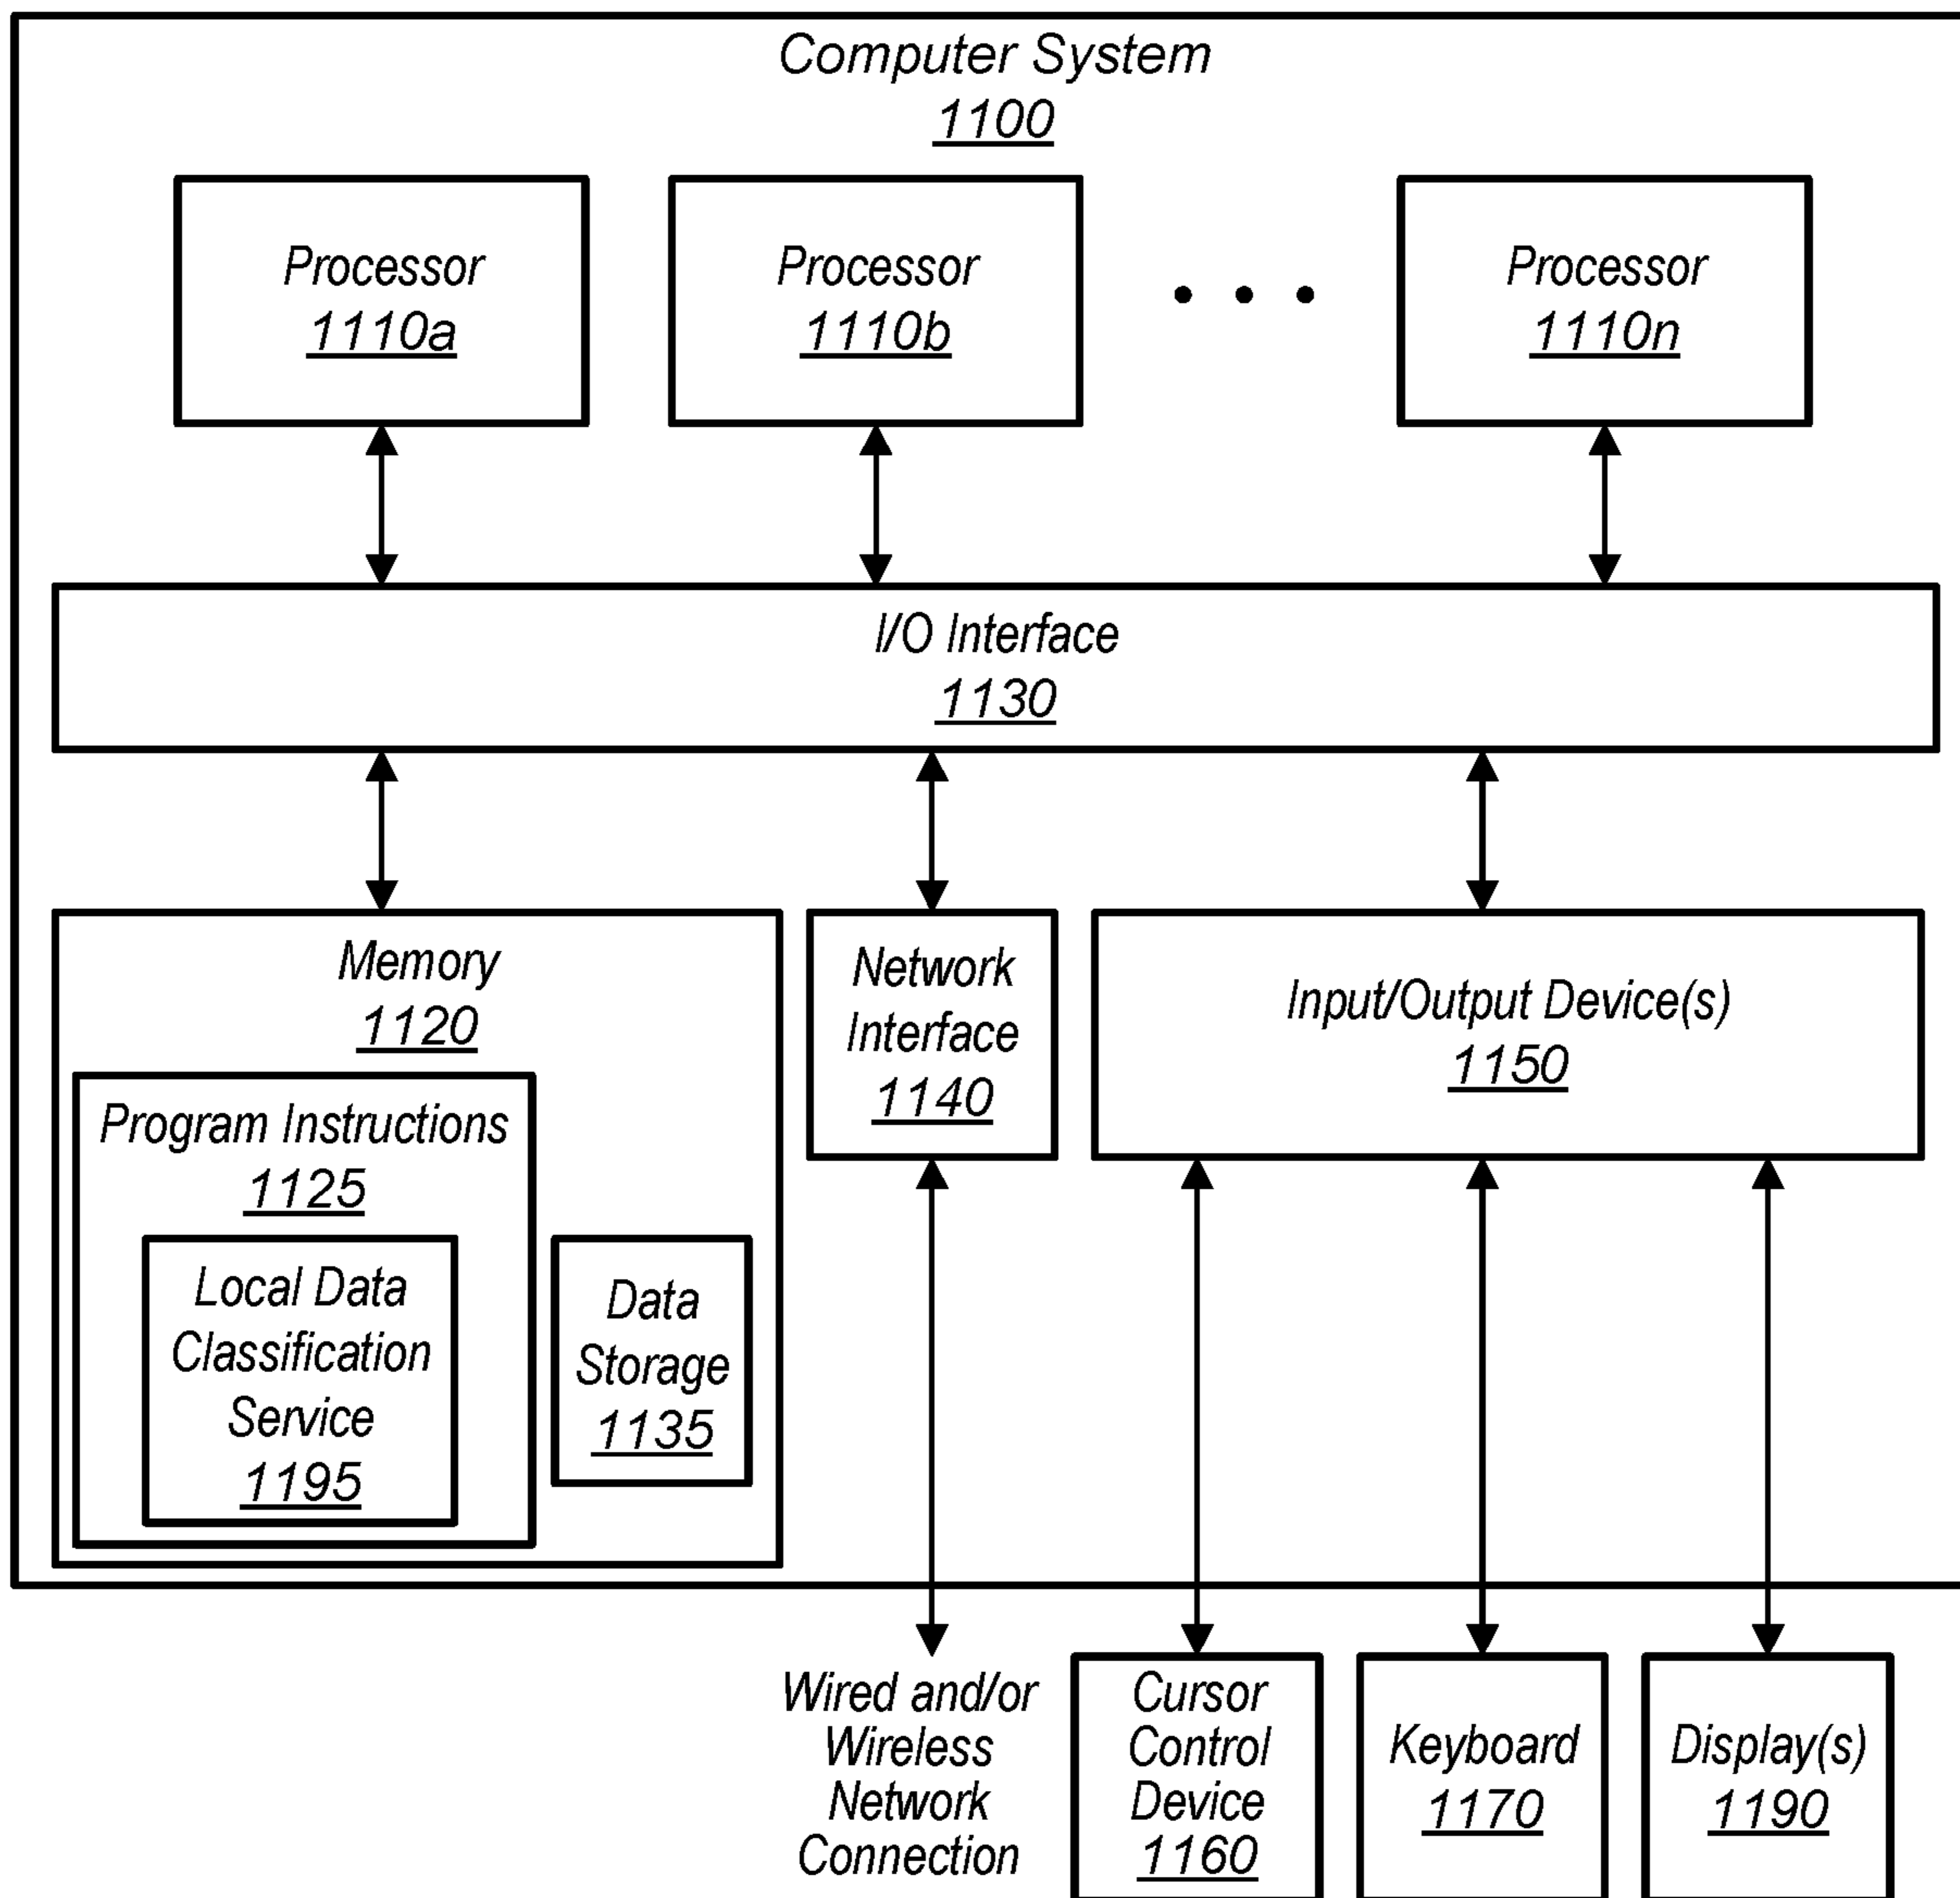 Computer System
1100
Processor
1110a
Processor
1110b
Processor
1110n
I/O Interface
1130
Memory
1120
Program Instructions
1125
Local Data
Classification
Service
1195
Data
Storage
1135
Network
Interface
1140
Input/Output Device(s)
1150
Wired and/or
Wireless
Network
Connection
Cursor
Control
Device
1160
Keyboard
1170
Display(s)
1190